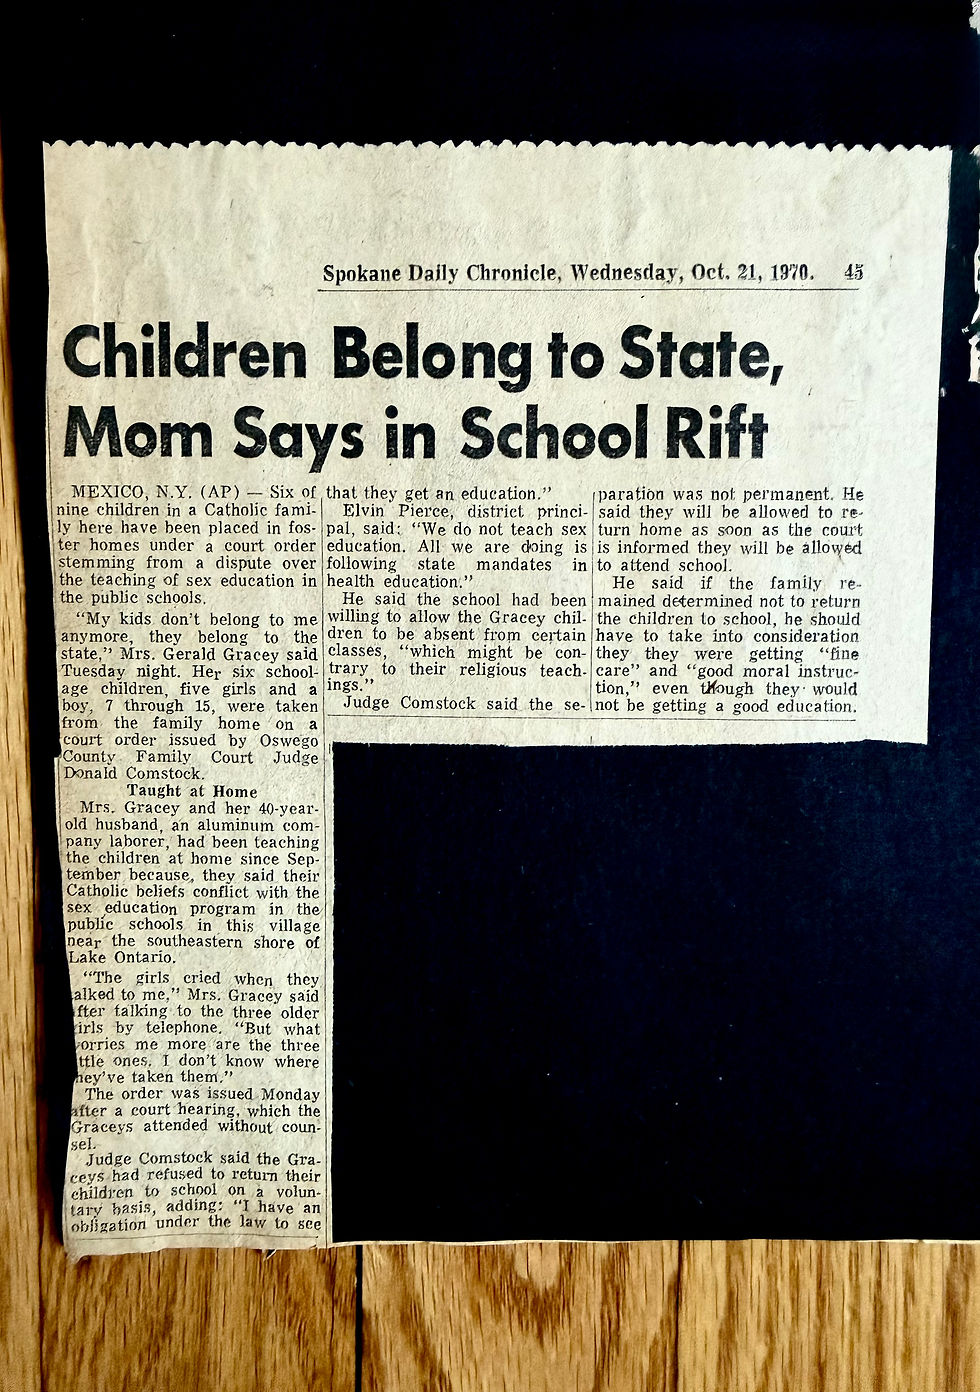 Spokane Daily Chronicle, Wednesday, Oct. 21, 1970. 45
Children Belong to State,
Mom Says in School Rift
MEXICO, N.Y. (AP) — Six of
nine children in a Catholic fami-
ly here have been placed in fos-
ter homes under a court order
stemming from a dispute over
the teaching of sex education in
the public schools.
"My kids don't belong to me
anymore, they belong to the
state," Mrs. Gerald Gracey said
Tuesday night. Her six school-
age children, five girls and a
boy, 7 through 15, were taken
from the family home on a
court order issued by Oswego
County Family Court Judge
Donald Comstock.
Taught at Home
Mrs. Gracey and her 40-year-
old husband, an aluminum com-
pany laborer, had been teaching
the children at home since Sep-
tember because, they said their
Catholic beliefs conflict with the
sex education program in the
public schools in this village
near the southeastern shore of
Lake Ontario.
"The girls cried when they
alked to me," Mrs. Gracey said
fter talking to the three older
irls by telephone. "But what
orries me more are the three
ttle ones. I don't know where
hey've taken them."
The order was issued Monday
after a court hearing, which the
Graceys attended without coun-
sel.
Judge Comstock said the Gra-
ceys had refused to return their
children to school on a volun-
tary basis, adding: "I have an
obligation under the law to see
that they get an education."
Elvin Pierce, district princi-
pal, said: "We do not teach sex
education. All we are doing is
following state mandates in
health education."
He said the school had been
willing to allow the Gracey chil-
dren to be absent from certain
classes, "which might be con-
trary to their religious teach-
ings."
Judge Comstock said the se-
paration was not permanent. He
said they will be allowed to re-
turn home as soon as the court
is informed they will be allowed
to attend school.
He said if the family re-
mained determined not to return
the children to school, he should
have to take into consideration
they they were getting "fine
care" and "good moral instruc-
tion," even though they would
not be getting a good education.